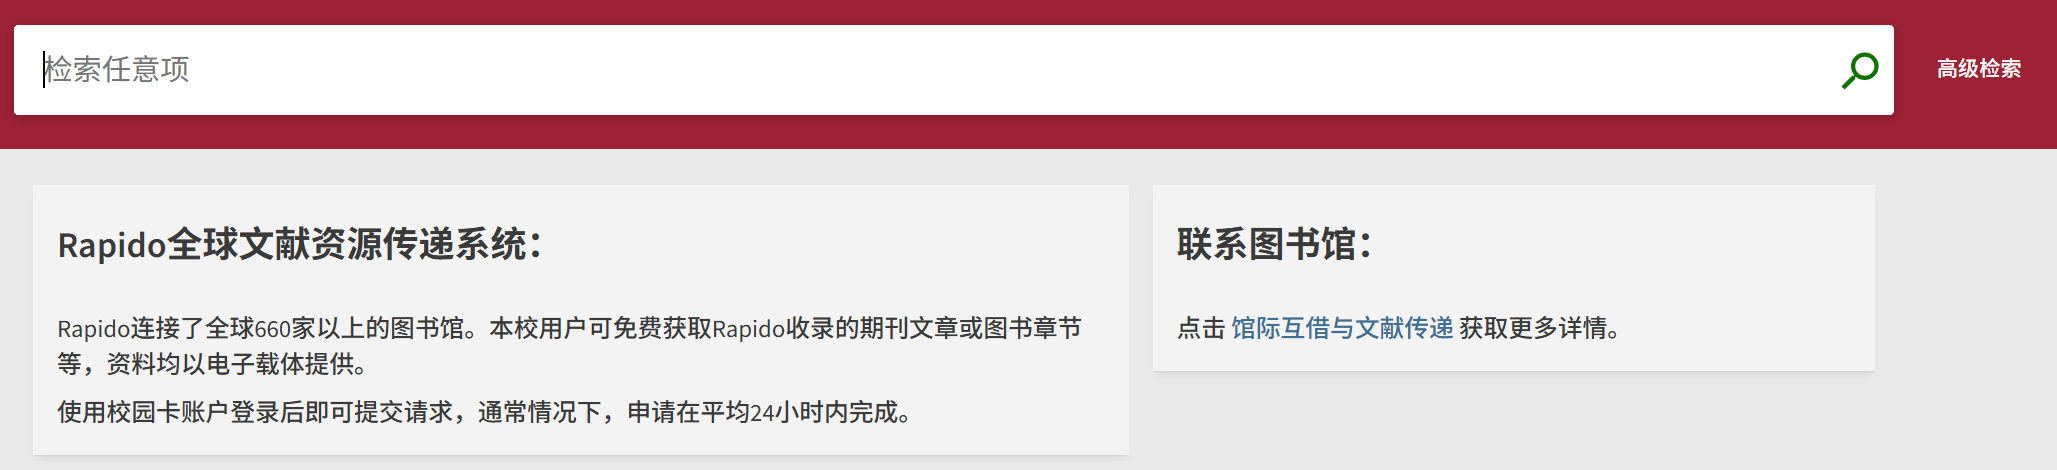 检索任意项
高级检索
Rapido全球文献资源传递系统：
Rapido连接了全球660家以上的图书馆。本校用户可免费获取Rapido收录的期刊文章或图书章节
等，资料均以电子载体提供。
使用校园卡账户登录后即可提交请求，通常情况下，申请在平均24小时内完成。
联系图书馆：
点击 馆际互借与文献传递 获取更多详情。